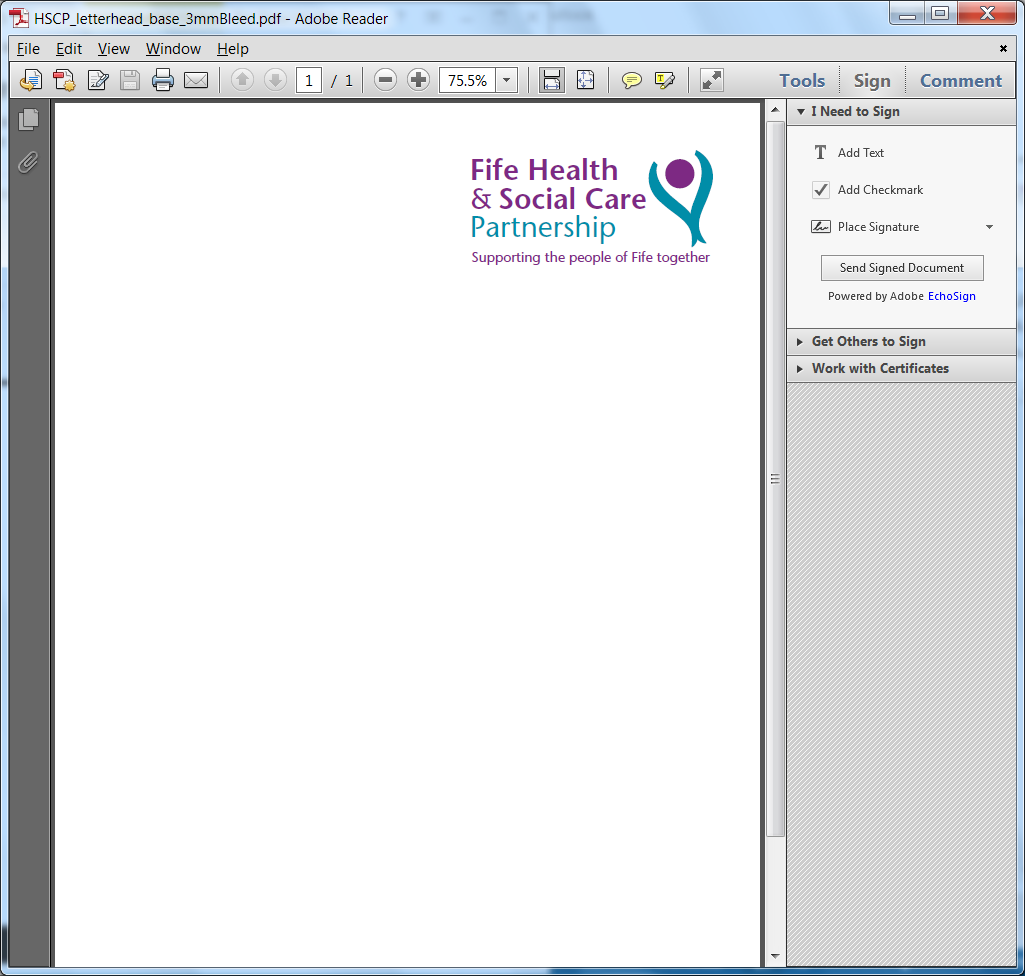 HSCP_letterhead_base_3mmBleed.pdf - Adobe Reader
File Edit View Window Help
1 / 1 75.5% Tools Sign Comment
I Need to Sign
T Add Text
Add Checkmark
Place Signature
Send Signed Document
Powered by Adobe EchoSign
Get Others to Sign
Work with Certificates
Fife Health
& Social Care
Partnership
Supporting the people of Fife together